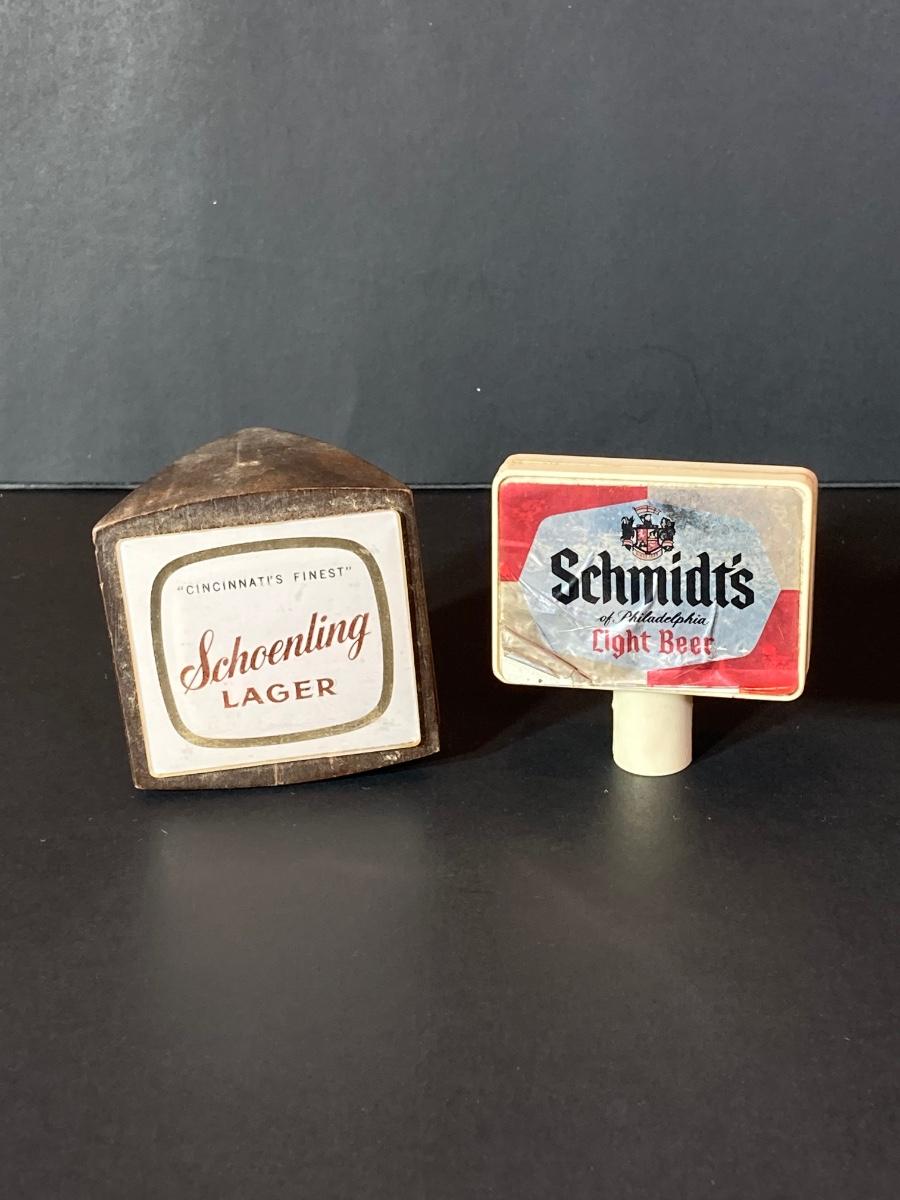 "CINCINNATI'S FINEST"
Schoenling
LAGER
Schmidt's
of Philadelphia
Light Beer